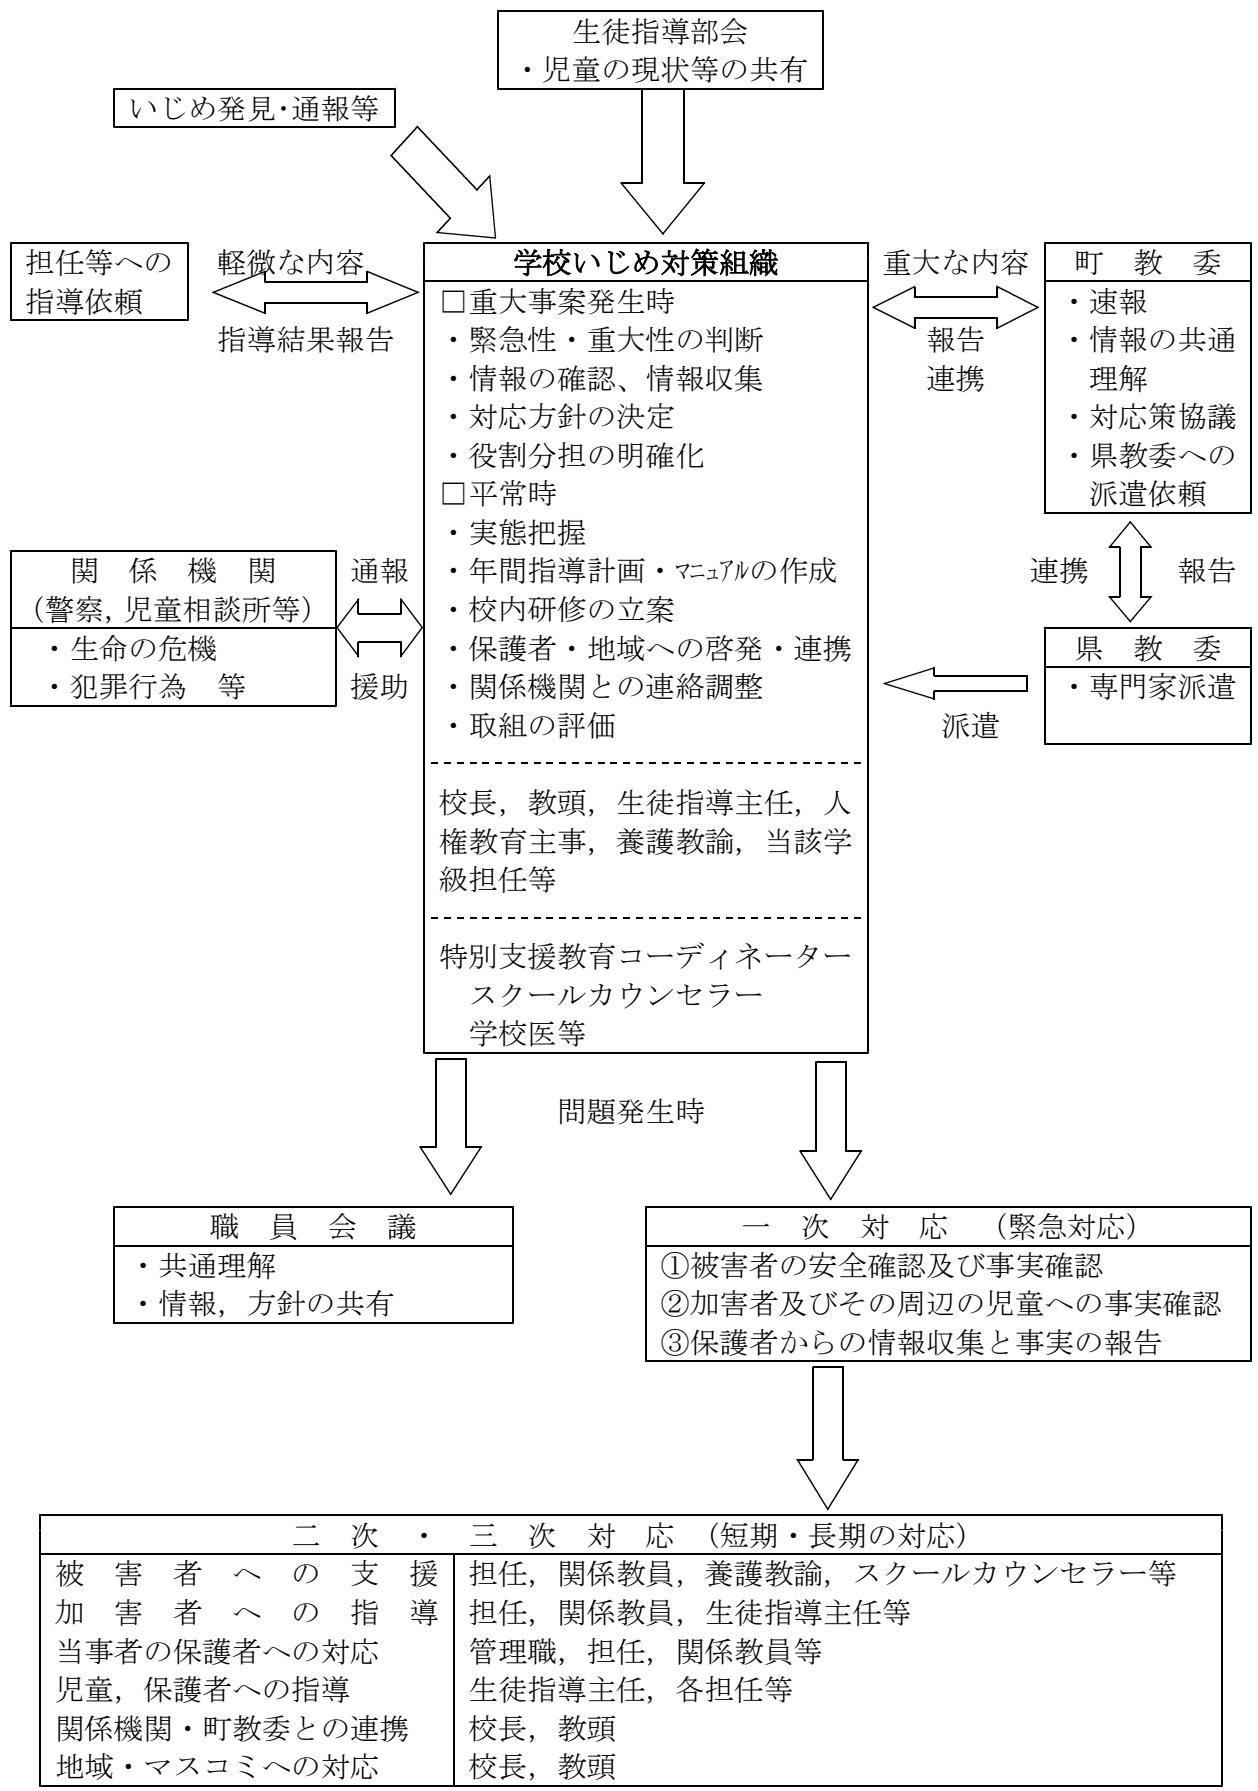 生徒指導部会
・児童の現状等の共有
いじめ発見･通報等
担任等への
指導依頼
軽微な内容
指導結果報告
学校いじめ対策組織
□重大事案発生時
・緊急性・重大性の判断
・情報の確認、情報収集
・対応方針の決定
・役割分担の明確化
□平常時
・実態把握
・年間指導計画・ﾏﾆｭｱﾙの作成
・校内研修の立案
・保護者・地域への啓発・連携
・関係機関との連絡調整
・取組の評価
校長，教頭，生徒指導主任，人
権教育主事，養護教諭，当該学
級担任等
特別支援教育コーディネーター
スクールカウンセラー
学校医等
重大な内容
報告
連携
町　教　委
・速報
・情報の共通
理解
・対応策協議
・県教委への
派遣依頼
連携　報告
県　教　委
・専門家派遣
派遣
関　係　機　関
（警察，児童相談所等）
・生命の危機
・犯罪行為　等
通報
援助
問題発生時
職　員　会　議
・共通理解
・情報，方針の共有
一　次　対　応　（緊急対応）
①被害者の安全確認及び事実確認
②加害者及びその周辺の児童への事実確認
③保護者からの情報収集と事実の報告
二　次　・　三　次　対　応　（短期・長期の対応）
被　害　者　へ　の　支　援　担任，関係教員，養護教諭，スクールカウンセラー等
加　害　者　へ　の　指　導　担任，関係教員，生徒指導主任等
当事者の保護者への対応　管理職，担任，関係教員等
児童，保護者への指導　生徒指導主任，各担任等
関係機関・町教委との連携　校長，教頭
地域・マスコミへの対応　校長，教頭